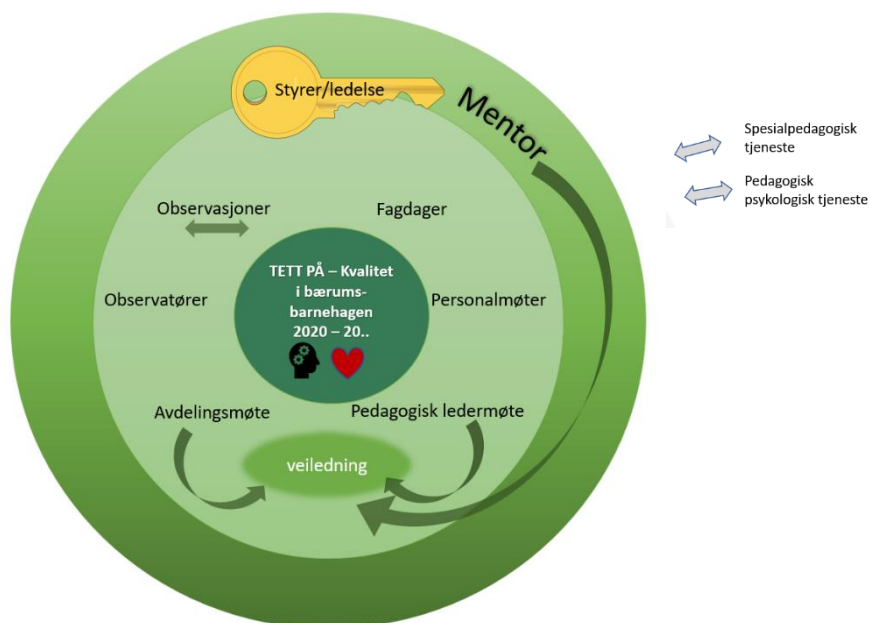 Styrer/ledelse
Mentor
Observasjoner
Fagdager
TETT PÅ – Kvalitet
i bærums-
barnehagen
2020 – 20..
Observatører
Personalmøter
Avdelingsmøte
Pedagogisk ledermøte
veiledning
Spesialpedagogisk
tjeneste
Pedagogisk
psykologisk tjeneste